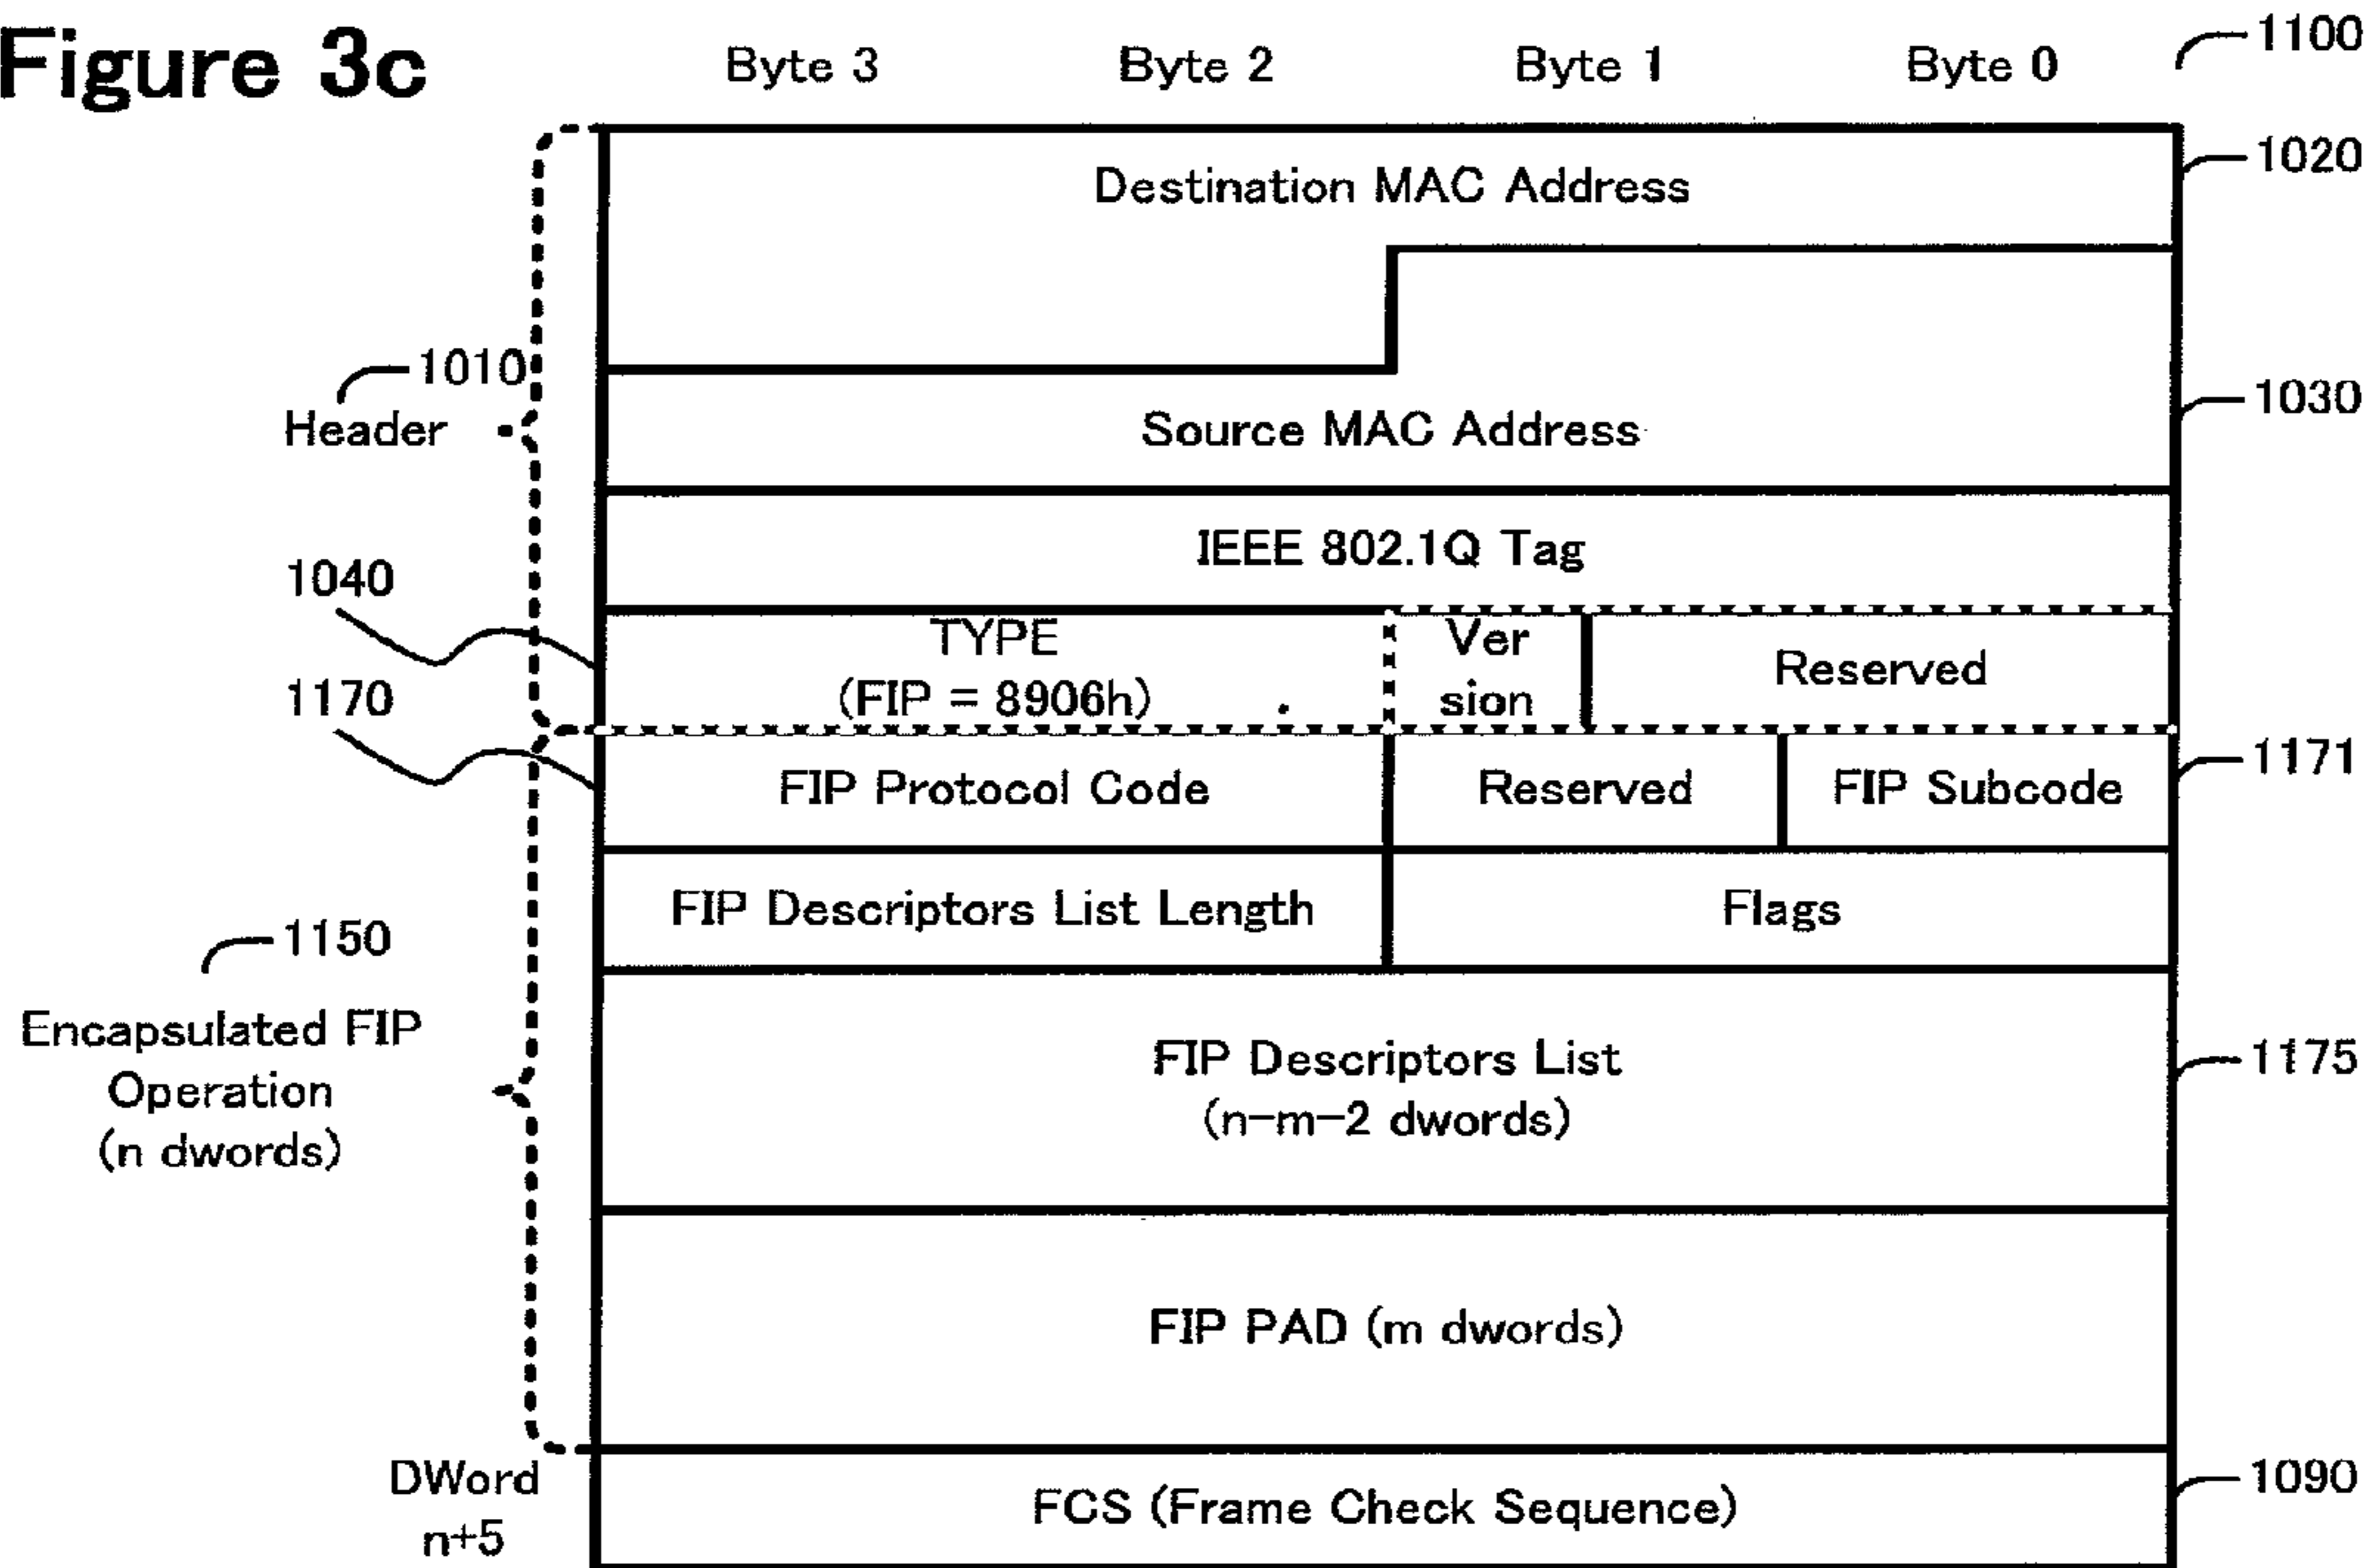 Figure 3c
Byte 3 Byte 2 Byte 1 Byte 0 1100
Destination MAC Address 1020
1010
Header
Source MAC Address 1030
IEEE 802.1Q Tag
1040
TYPE
(FIP = 8906h)
Ver
sion
Reserved
1170
FIP Protocol Code Reserved FIP Subcode 1171
FIP Descriptors List Length Flags
1150
Encapsulated FIP
Operation
(n dwords)
FIP Descriptors List
(n-m-2 dwords)
1175
FIP PAD (m dwords)
DWord
n+5
FCS (Frame Check Sequence) 1090